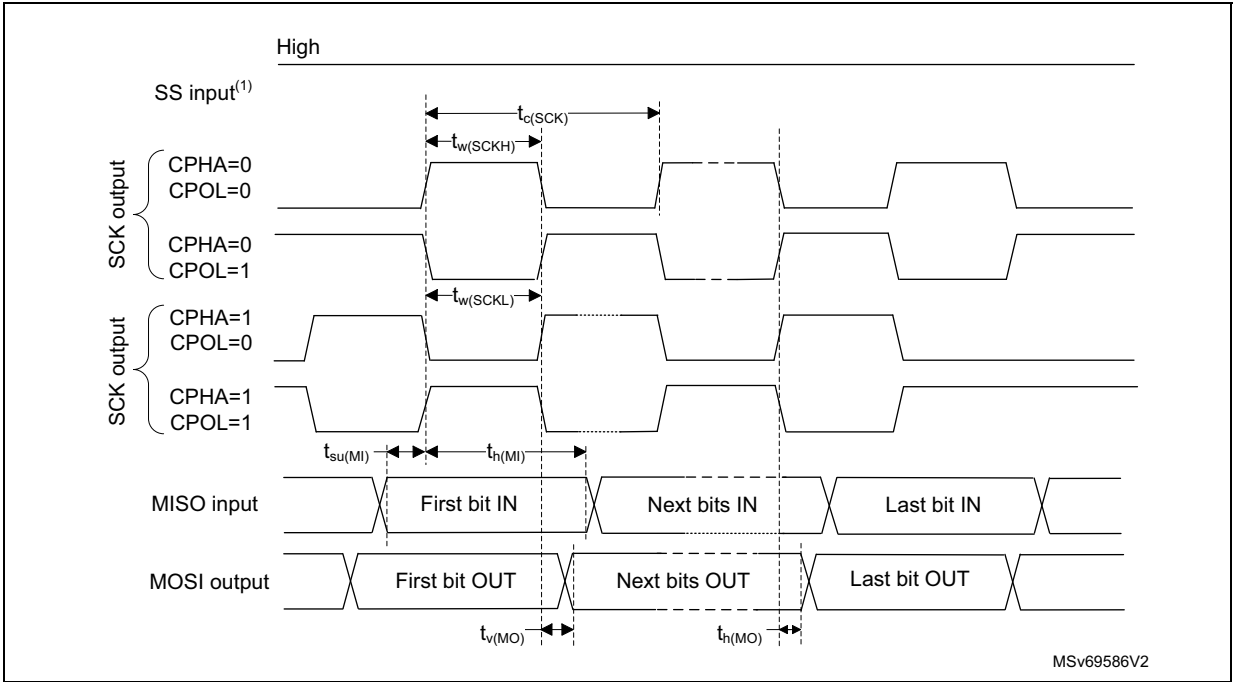 High
SS input(1)
tc(SCK)
tw(SCKH)
SCK output
CPHA=0
CPOL=0
CPHA=0
CPOL=1
tw(SCKL)
SCK output
CPHA=1
CPOL=0
CPHA=1
CPOL=1
tsu(MI)
th(MI)
MISO input
First bit IN
Next bits IN
Last bit IN
MOSI output
First bit OUT
Next bits OUT
Last bit OUT
tv(MO)
th(MO)
MSv69586V2